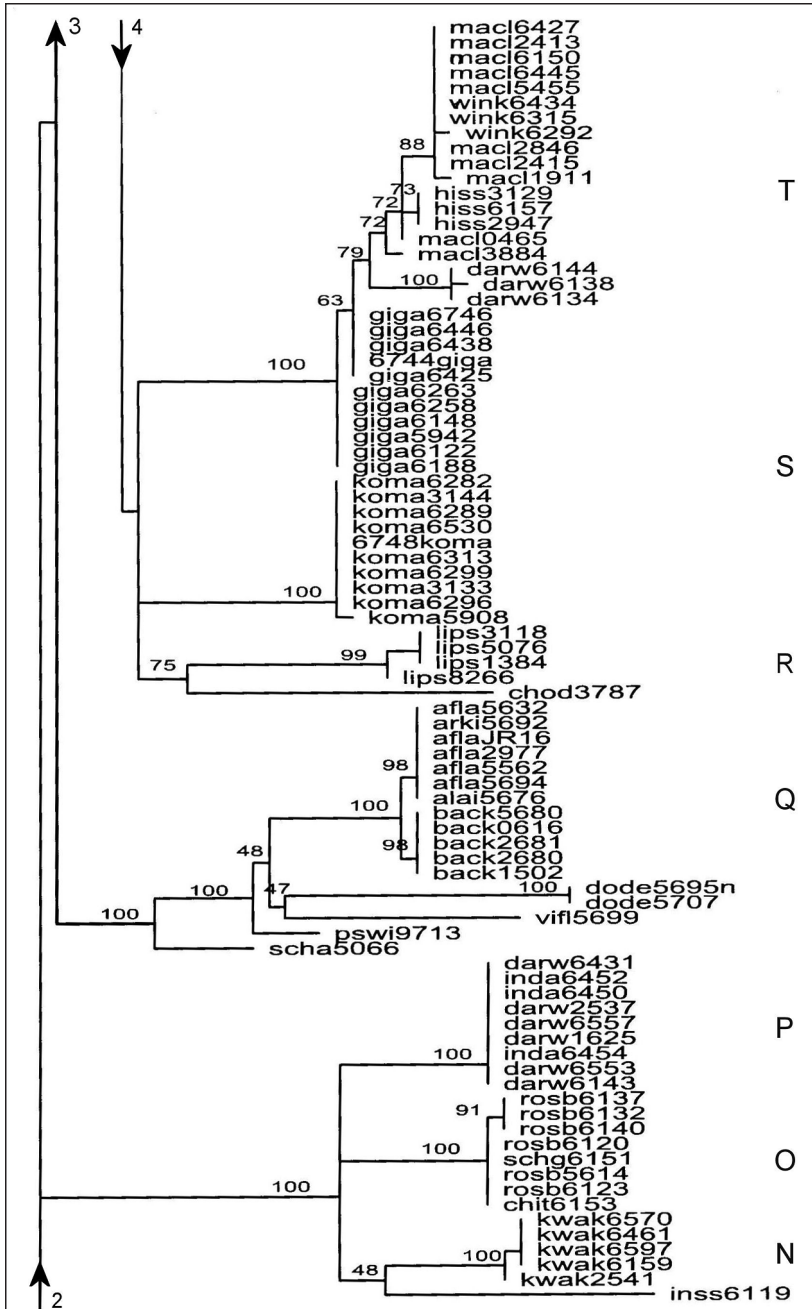 3
4
macl6427
macl2413
macl6150
macl6445
macl5455
wink6434
wink6315
wink6292
88
macl2846
macl2415
macl1911
T
73
hiss3129
hiss6157
72
hiss2947
72
macl0465
macl3884
79
darw6144
100
darw6138
darw6134
63
giga6746
giga6446
giga6438
6744giga
100
giga6425
giga6263
giga6258
giga6148
giga5942
giga6122
S
giga6188
koma6282
koma3144
koma6289
koma6530
6748koma
koma6313
koma6299
koma3133
100
koma6296
koma5908
lips3118
lips5076
99
lips1384
R
75
lips8266
chod3787
afla5632
arki5692
aflaJR16
afla2977
98
afla5562
afla5694
alai5676
Q
100
back5680
back0616
back2681
98
back2680
48
back1502
100
dode5695n
47
100
dode5707
vifl5699
pswi9713
100
scha5066
darw6431
inda6452
inda6450
darw2537
darw6557
P
darw1625
inda6454
100
darw6553
darw6143
rosb6137
91
rosb6132
rosb6140
rosb6120
100
schg6151
O
rosb5614
100
rosb6123
chit6153
kwak6570
kwak6461
kwak6597
N
100
kwak6159
48
kwak2541
inss6119
2